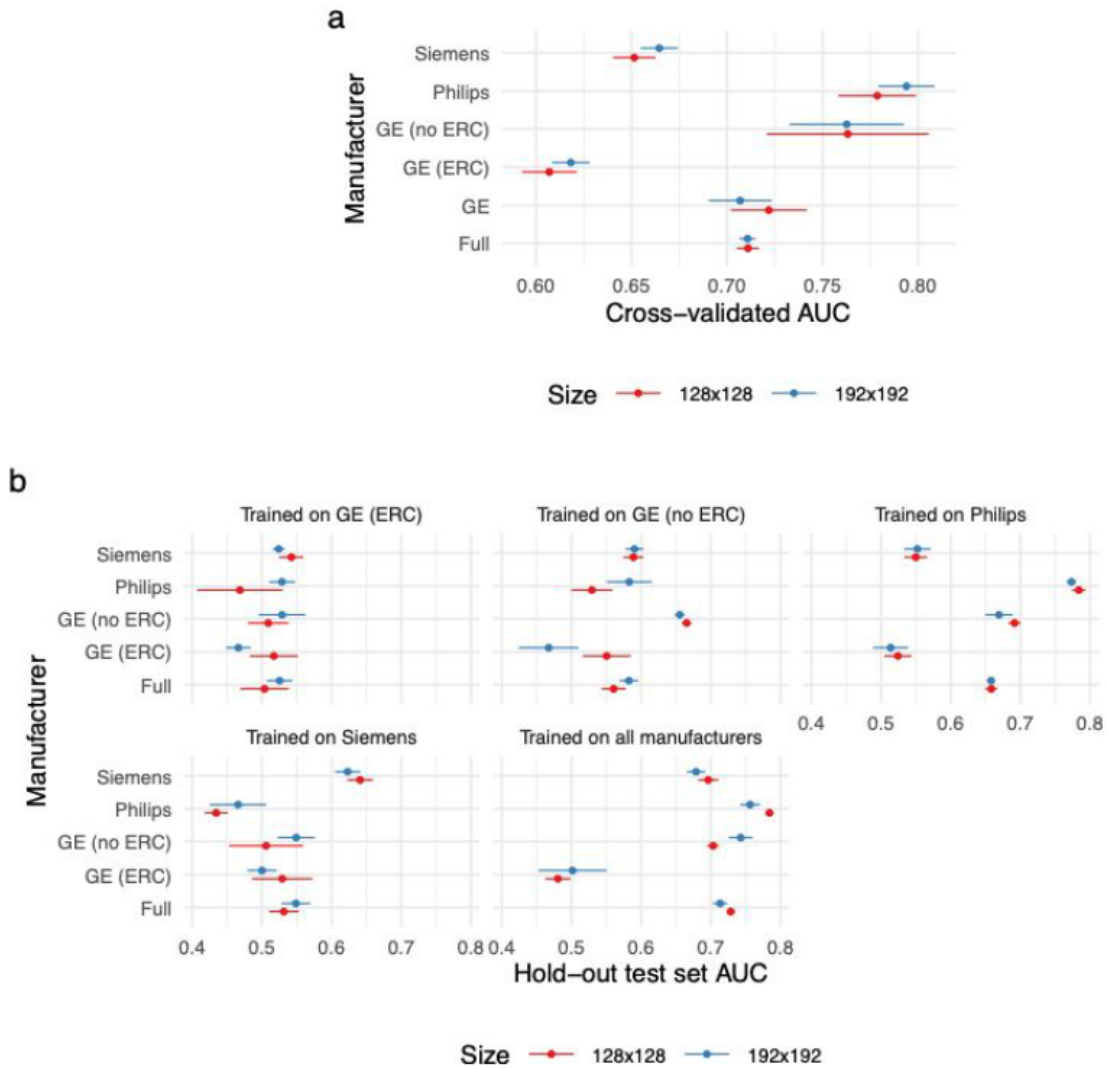 a
Manufacturer
Siemens
Philips
GE (no ERC)
GE (ERC)
GE
Full
0.60 0.65 0.70 0.75 0.80
Cross−validated AUC
Size 128x128 192x192
b
Manufacturer
Trained on GE (ERC) Trained on GE (no ERC) Trained on Philips
Siemens
Philips
GE (no ERC)
GE (ERC)
Full
0.4 0.5 0.6 0.7 0.8
Trained on Siemens Trained on all manufacturers
Siemens
Philips
GE (no ERC)
GE (ERC)
Full
0.4 0.5 0.6 0.7 0.8 0.4 0.5 0.6 0.7 0.8
Hold−out test set AUC
Size 128x128 192x192